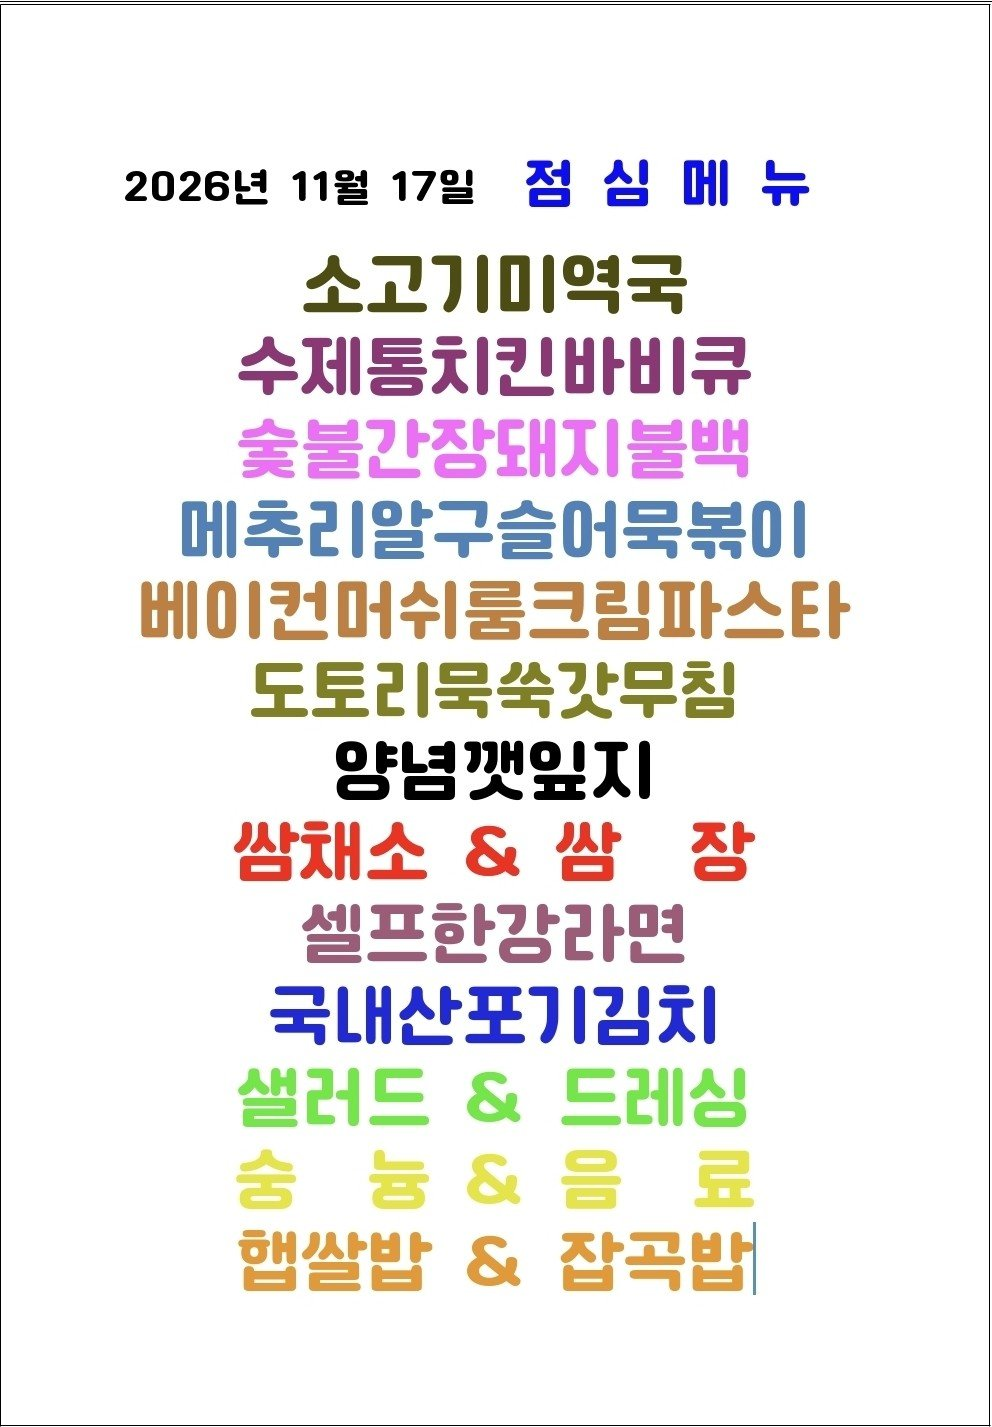 2026년 11월 17일 점 심 메 뉴
소고기미역국
수제통치킨바비큐
숯불간장돼지불백
메추리알구슬어묵볶이
베이컨머쉬룸크림파스타
도토리묵쑥갓무침
양념깻잎지
쌈채소 & 쌈 장
셀프한강라면
국내산포기김치
샐러드 & 드레싱
숭 늉 & 음 료
햅쌀밥 & 잡곡밥